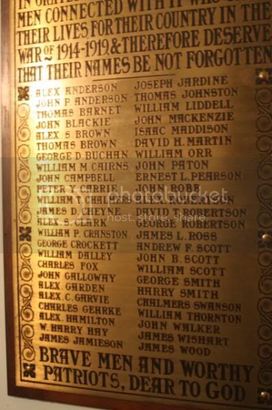 MEN CONNECTED WITH IT WHO
THEIR LIVES FOR THEIR COUNTRY IN THE
WAR OF 1914-1919, & THEREFORE DESERVE
THAT THEIR NAMES BE NOT FORGOTTEN
ALEX ANDERSON
JOHN F ANDERSON
THOMAS BARNET
JOHN BLACKIE
ALEX S BROWN
THOMAS BROWN
GEORGE D BUCHAN
WILLIAM M CAIRNS
JOHN CAMPBELL
PETER CARRIE
WILLIAM
JAMES CHEYNE
ALEX. S. CLARK
WILLIAM P. CRANSTON
GEORGE CROCKETT
WILLIAM DALLEY
CHARLES FOX
JOHN GALLOWAY
ALEX GARDEN
ALEX C. GARVIE
CHARLES GEHRKE
ALEX. HAMILTON
W. HARRY HAY
JAMES JAMIESON
JOSEPH JARDINE
THOMAS JOHNSTON
WILLIAM LIDDELL
JOHN MACKENZIE
ISAAC MADDISON
DAVID H. MARTIN
WILLIAM ORR
JOHN PATON
ERNEST L. PEARSON
JOHN ROBB
DAVID T. ROBERTSON
GEORGE ROBERTSON
JAMES L. ROSS
ANDREW F. SCOTT
JOHN B. SCOTT
WILLIAM SCOTT
GEORGE SMITH
HARRY SMITH
CHALMERS SWANSON
WILLIAM THORNTON
JOHN WALKER
JAMES WISHART
JAMES WOOD
BRAVE MEN AND WORTHY
PATRIOTS, DEAR TO GOD
photobucket